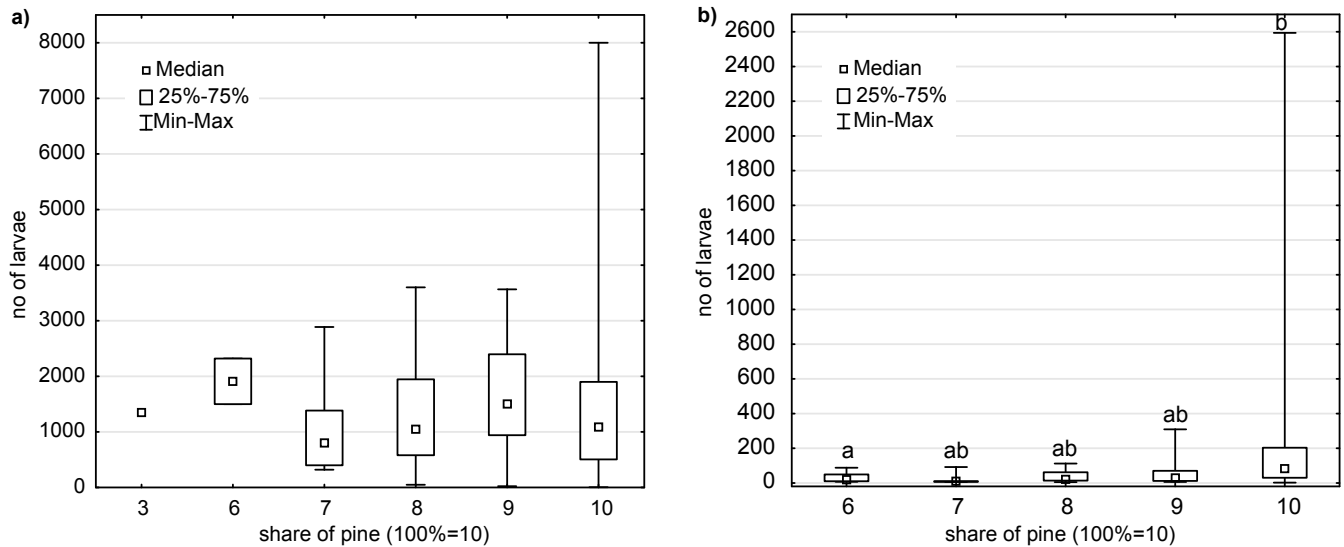 a)
8000
7000
6000
5000
4000
3000
2000
1000
0
no of larvae
Median
25%-75%
Min-Max
3 6 7 8 9 10
share of pine (100%=10)
b)
2600
2400
2200
2000
1800
1600
1400
1200
1000
800
600
400
200
0
no of larvae
Median
25%-75%
Min-Max
a ab ab ab b
6 7 8 9 10
share of pine (100%=10)